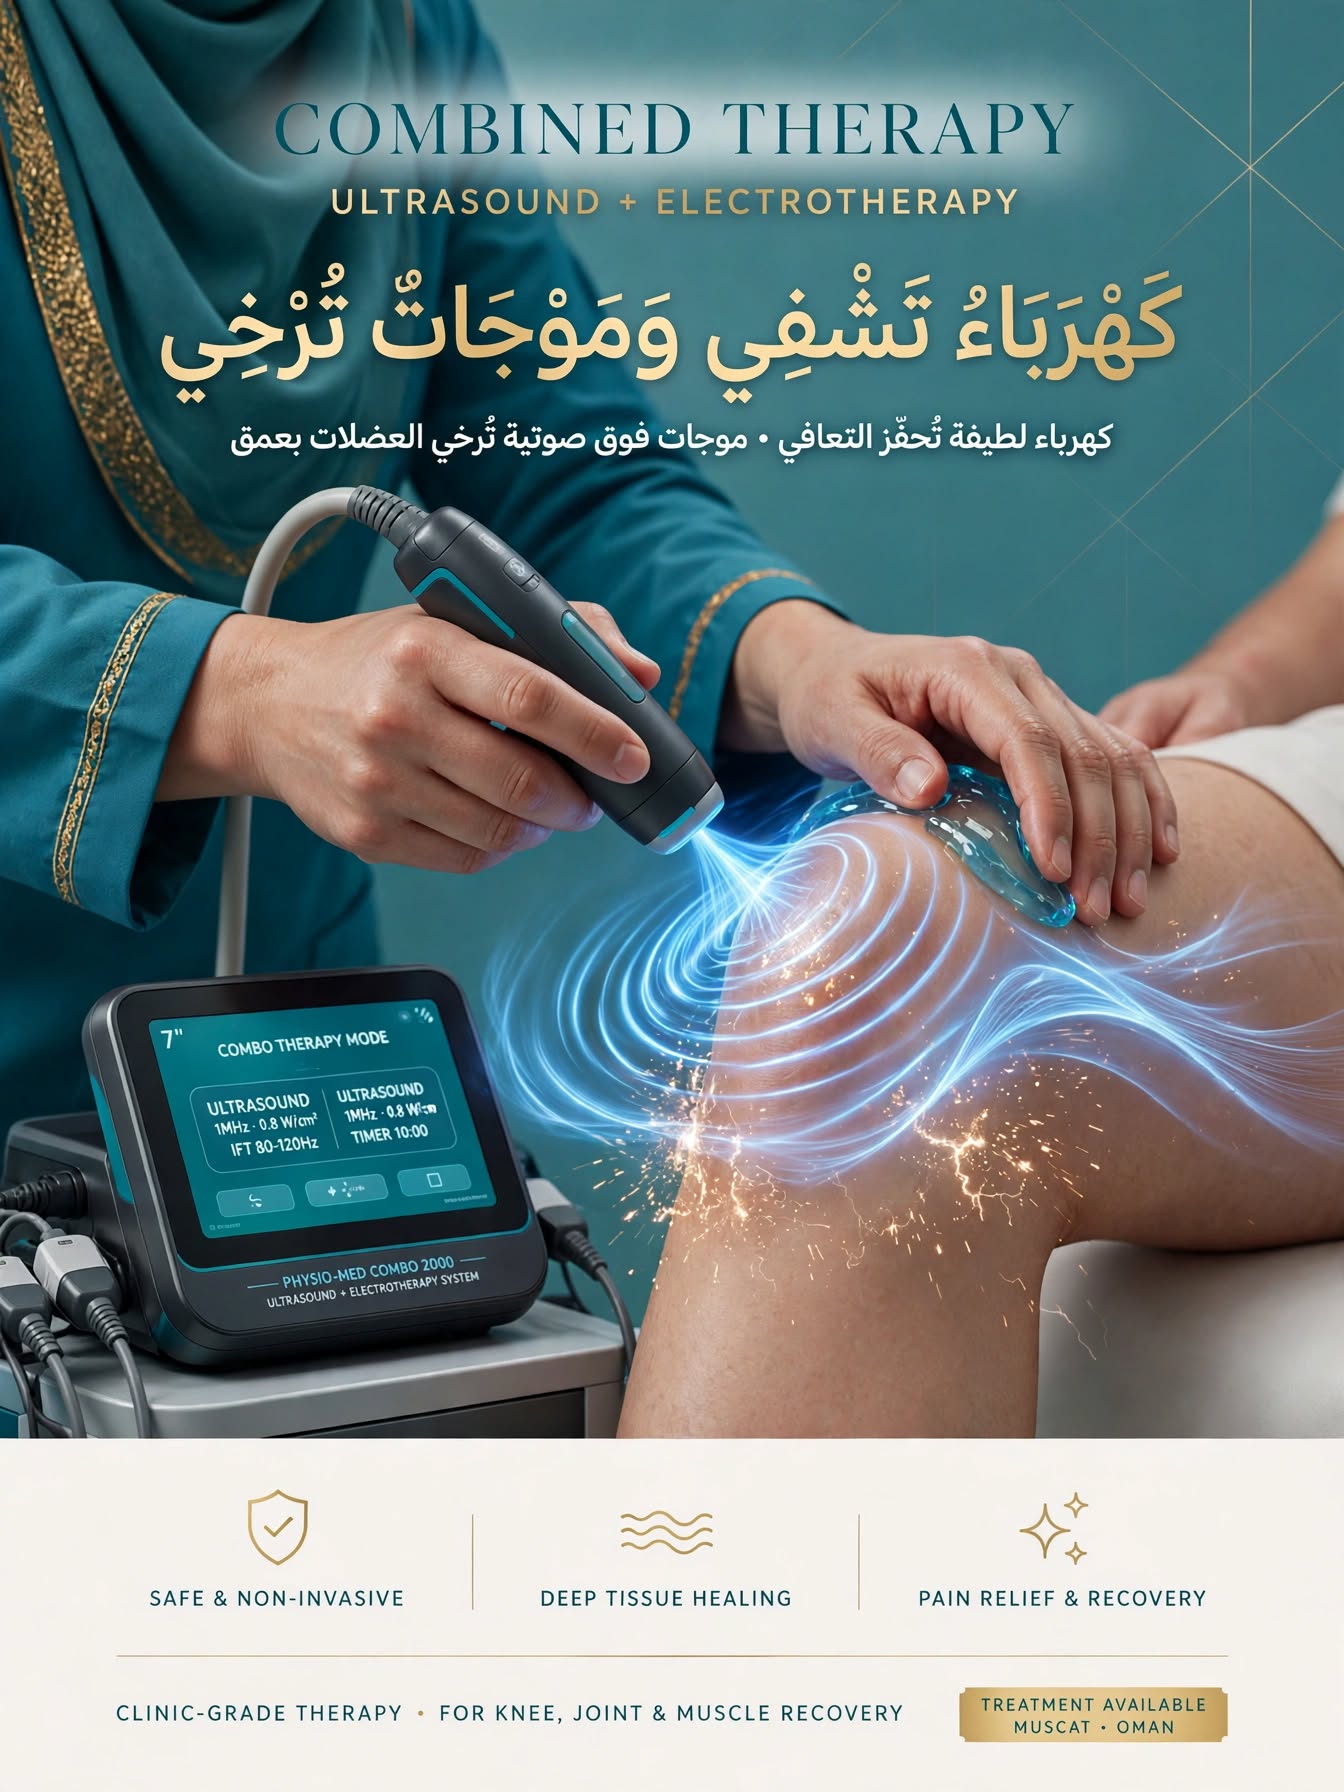 COMBINED THERAPY
ULTRASOUND + ELECTROTHERAPY
كَهْرَبَاءُ تَشْفِي وَمَوْجَاتٌ تُرْخِي
كهرباء لطيفة تُحفّز التعافي • موجات فوق صوتية تُرخي العضلات بعمق
7"
COMBO THERAPY MODE
ULTRASOUND
1MHz · 0.8 W/cm²
IFT 80-120Hz
ULTRASOUND
1MHz · 0.8
TIMER 10:00
PHYSIO-MED COMBO 2000
ULTRASOUND + ELECTROTHERAPY SYSTEM
SAFE & NON-INVASIVE
DEEP TISSUE HEALING
PAIN RELIEF & RECOVERY
CLINIC-GRADE THERAPY • FOR KNEE, JOINT & MUSCLE RECOVERY
TREATMENT AVAILABLE
MUSCAT • OMAN